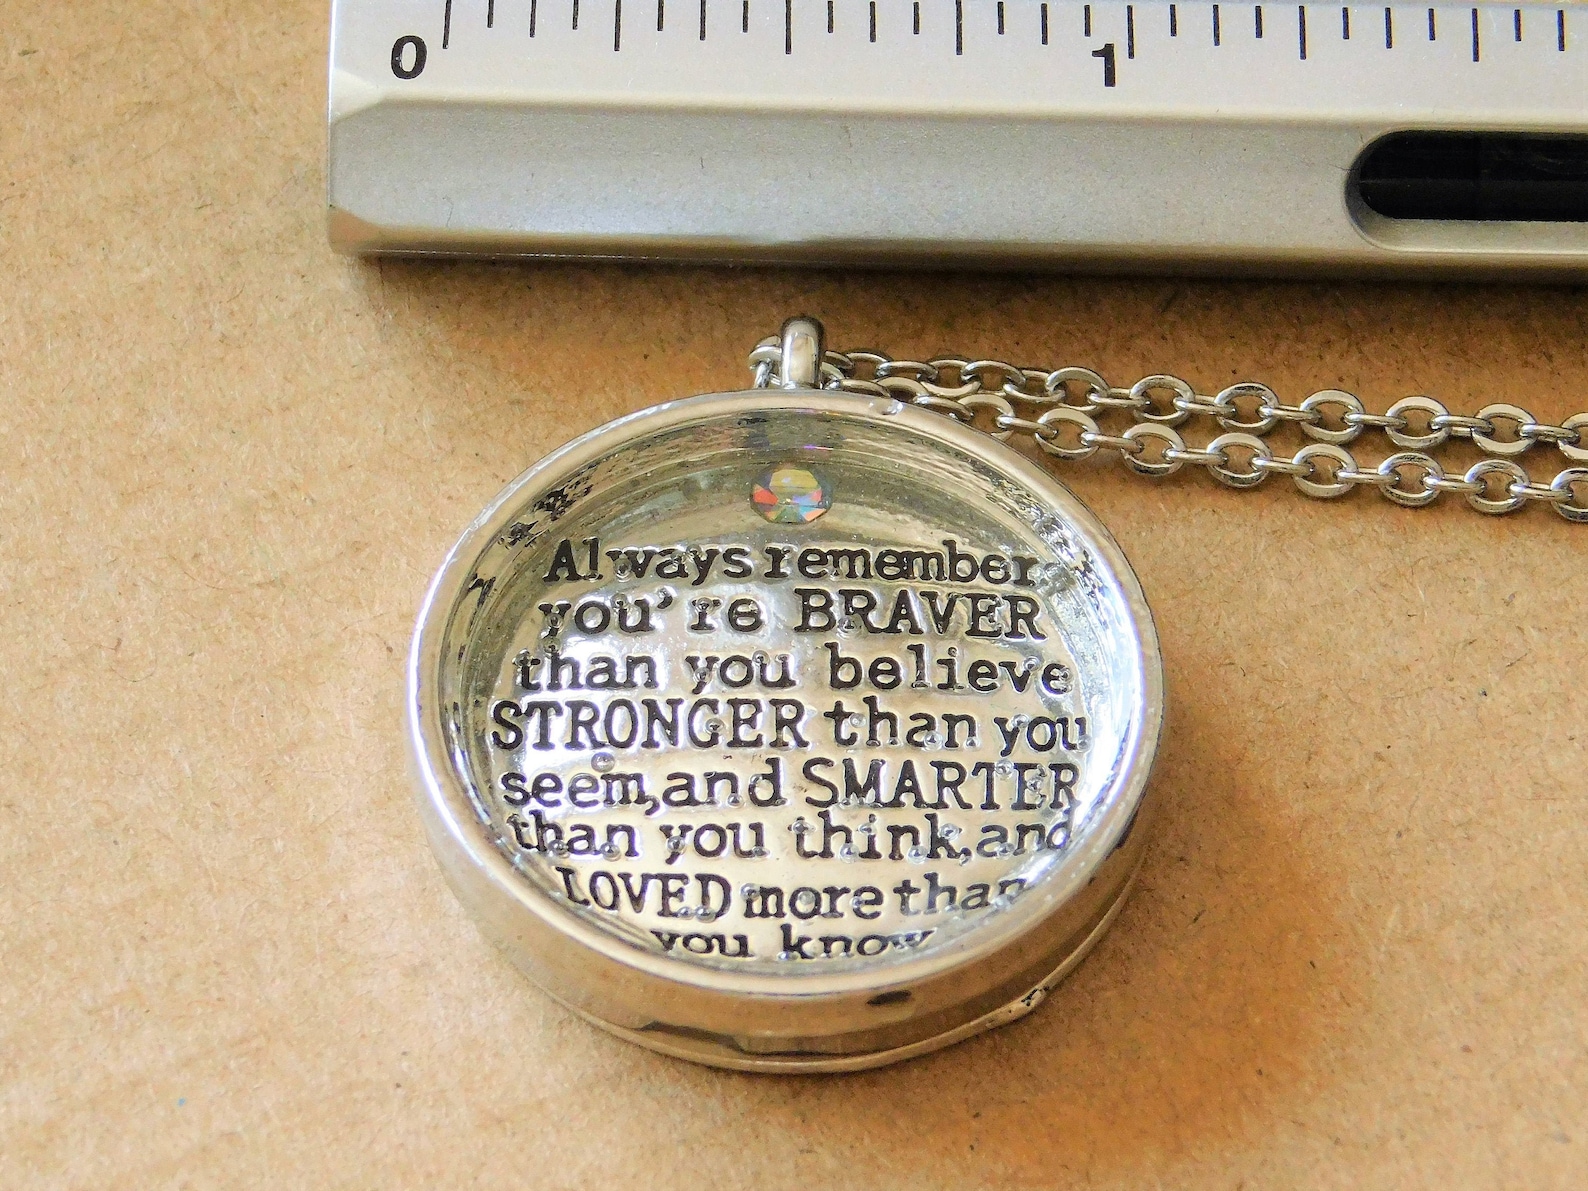 0 1
Always remember
you're BRAVER
than you believe
STRONGER than you
seem,and SMARTER
than you think,and
LOVED more than
you know